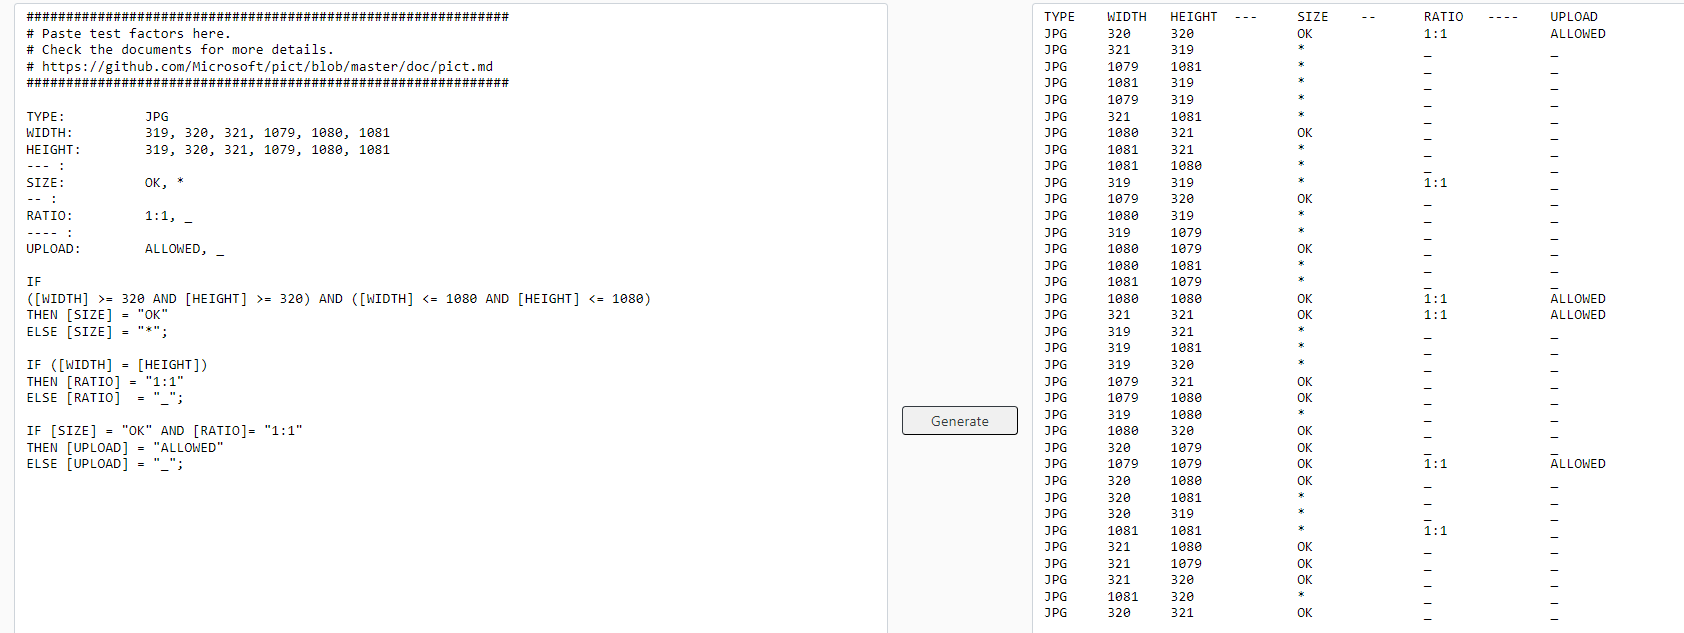 #############################################################
# Paste test factors here.
# Check the documents for more details.
# https://github.com/Microsoft/pict/blob/master/doc/pict.md
#############################################################
TYPE: JPG
WIDTH: 319, 320, 321, 1079, 1080, 1081
HEIGHT: 319, 320, 321, 1079, 1080, 1081
--- :
SIZE: OK, *
-- :
RATIO: 1:1, _
---- :
UPLOAD: ALLOWED, _
IF
([WIDTH] >= 320 AND [HEIGHT] >= 320) AND ([WIDTH] <= 1080 AND [HEIGHT] <= 1080)
THEN [SIZE] = "OK"
ELSE [SIZE] = "*";
IF ([WIDTH] = [HEIGHT])
THEN [RATIO] = "1:1"
ELSE [RATIO]  = "_";
IF [SIZE] = "OK" AND [RATIO]= "1:1"
THEN [UPLOAD] = "ALLOWED"
ELSE [UPLOAD] = "_";
Generate
TYPE WIDTH HEIGHT --- SIZE -- RATIO ---- UPLOAD
JPG 320 320 OK 1:1 ALLOWED
JPG 321 319 * _ _
JPG 1079 1081 * _ _
JPG 1081 319 * _ _
JPG 1079 319 * _ _
JPG 321 1081 * _ _
JPG 1080 321 OK _ _
JPG 1081 321 * _ _
JPG 1081 1080 * _ _
JPG 319 319 * 1:1 _
JPG 1079 320 OK _ _
JPG 1080 319 * _ _
JPG 319 1079 * _ _
JPG 1080 1079 OK _ _
JPG 1080 1081 * _ _
JPG 1081 1079 * _ _
JPG 1080 1080 OK 1:1 ALLOWED
JPG 321 321 OK 1:1 ALLOWED
JPG 319 321 * _ _
JPG 319 1081 * _ _
JPG 319 320 * _ _
JPG 1079 321 OK _ _
JPG 1079 1080 OK _ _
JPG 319 1080 * _ _
JPG 1080 320 OK _ _
JPG 320 1079 OK _ _
JPG 1079 1079 OK 1:1 ALLOWED
JPG 320 1080 OK _ _
JPG 320 1081 * _ _
JPG 320 319 * _ _
JPG 1081 1081 * 1:1 _
JPG 321 1080 OK _ _
JPG 321 1079 OK _ _
JPG 321 320 OK _ _
JPG 1081 320 * _ _
JPG 320 321 OK _ _